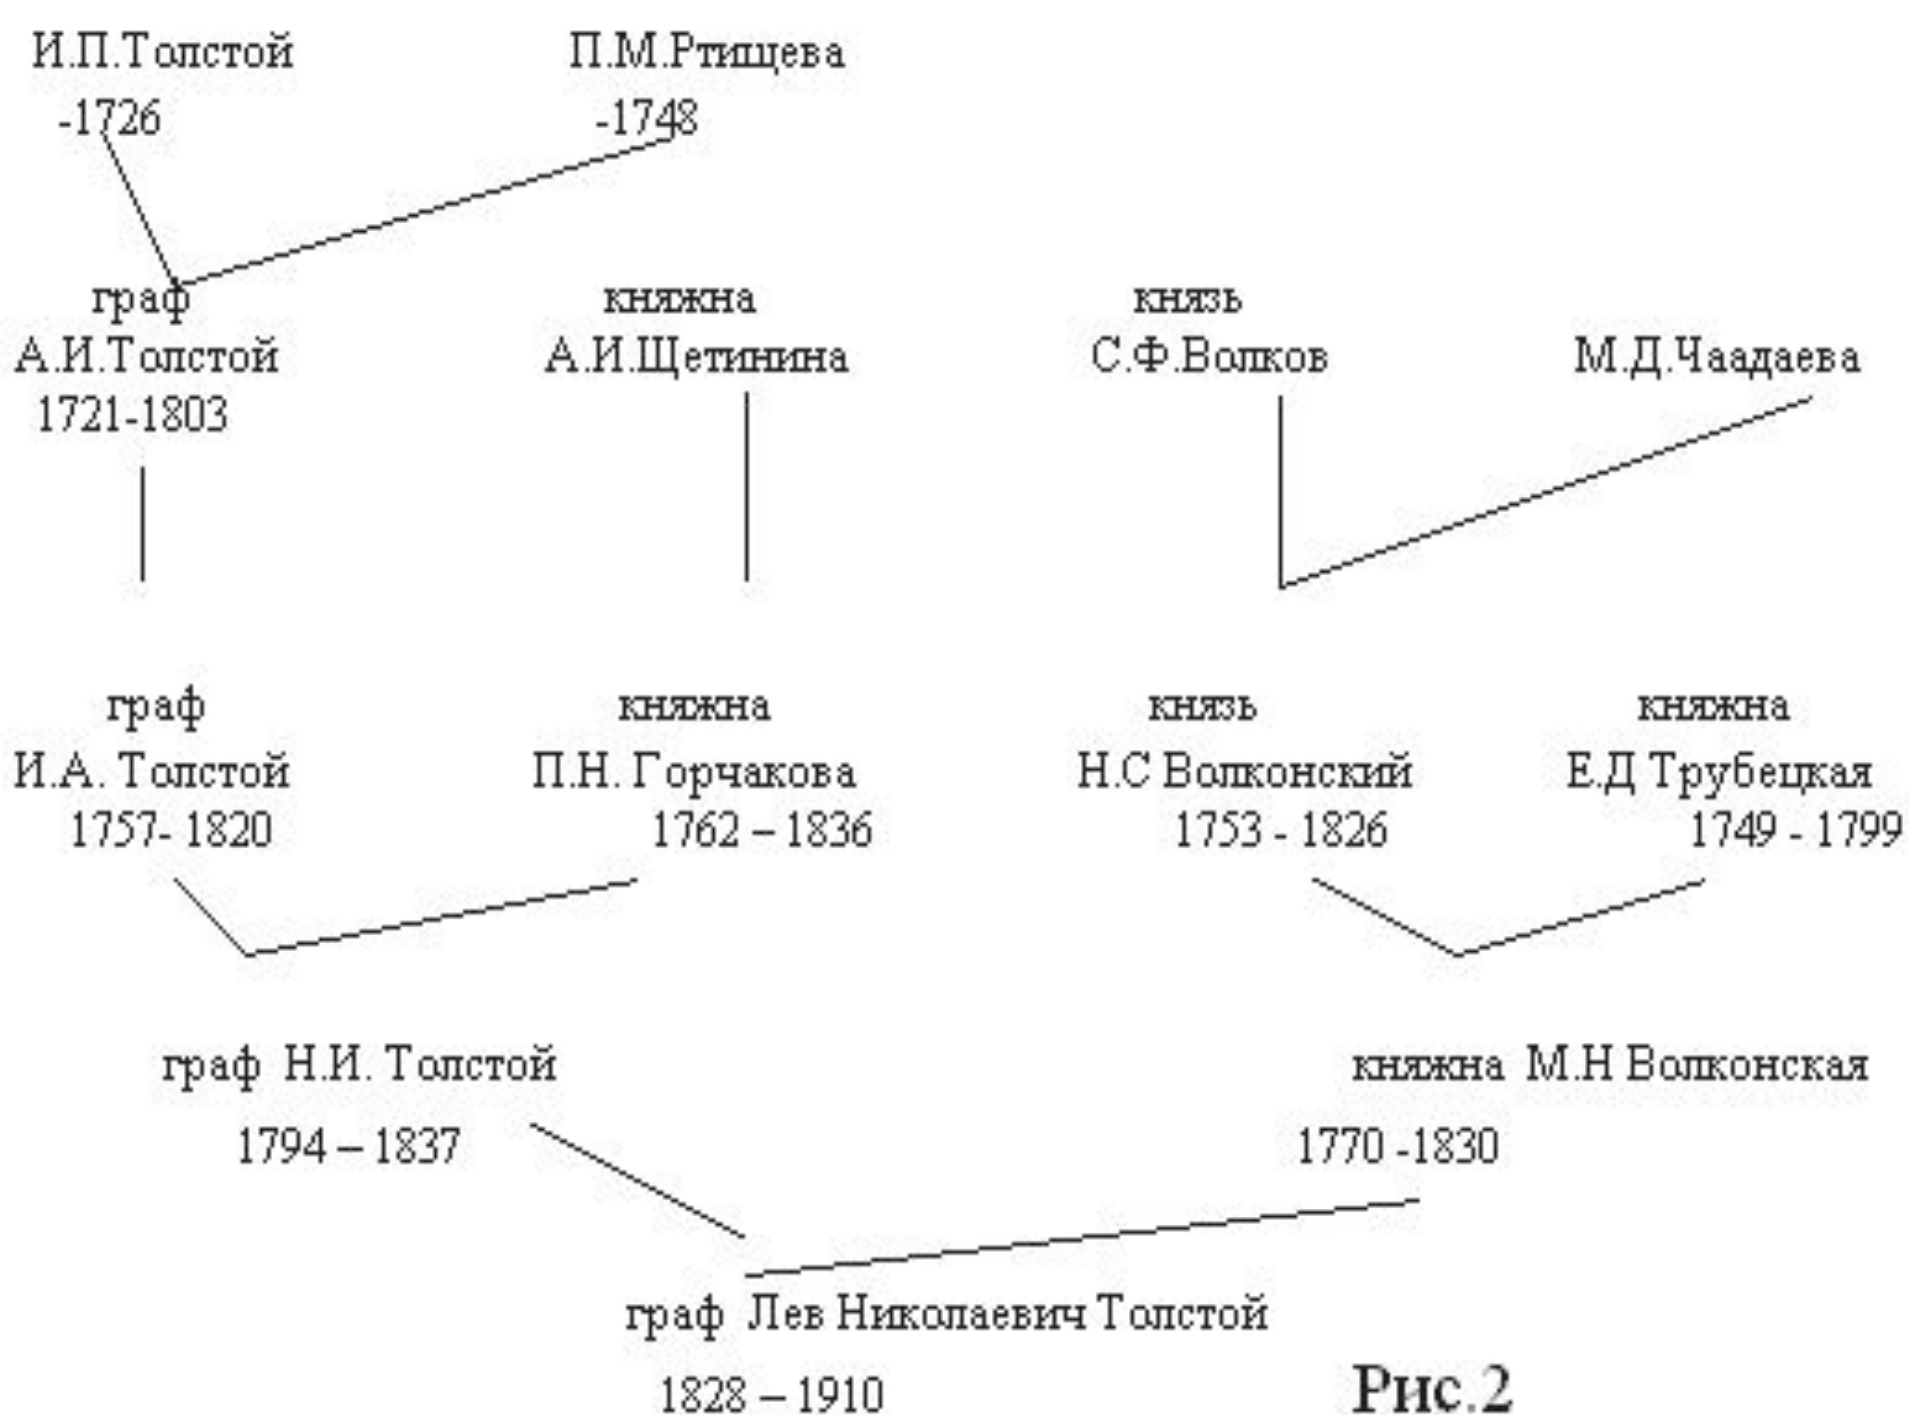 И.П.Толстой П.М.Ртищева
-1726 -1748
граф княжна князь
А.И.Толстой А.И.Щетинина С.Ф.Волков М.Д.Чаадаева
1721-1803
граф княжна князь княжна
И.А. Толстой П.Н. Горчакова Н.С Волконский Е.Д Трубецкая
1757- 1820 1762 – 1836 1753 - 1826 1749 - 1799
граф Н.И. Толстой княжна М.Н Волконская
1794 – 1837 1770 -1830
граф Лев Николаевич Толстой
1828 – 1910 Рис.2